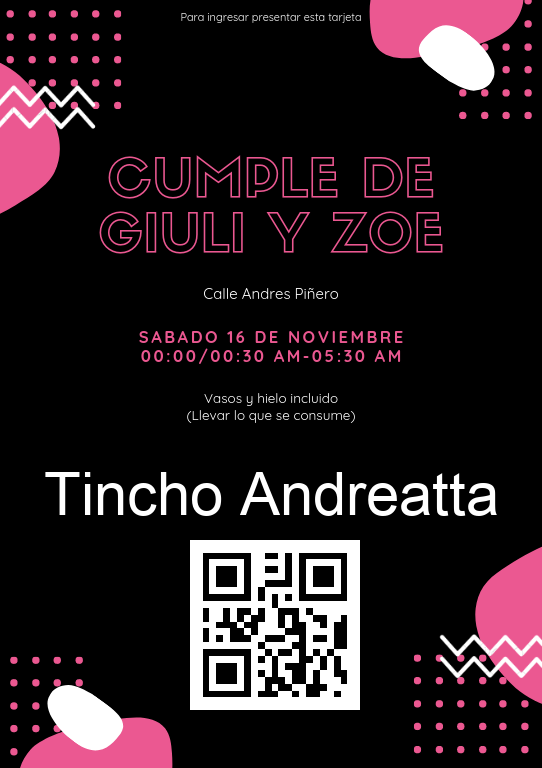 Para ingresar presentar esta tarjeta
CUMPLE DE
GIULI Y ZOE
Calle Andres Piñero
SABADO 16 DE NOVIEMBRE
00:00/00:30 AM-05:30 AM
Vasos y hielo incluido
(Llevar lo que se consume)
Tincho Andreatta